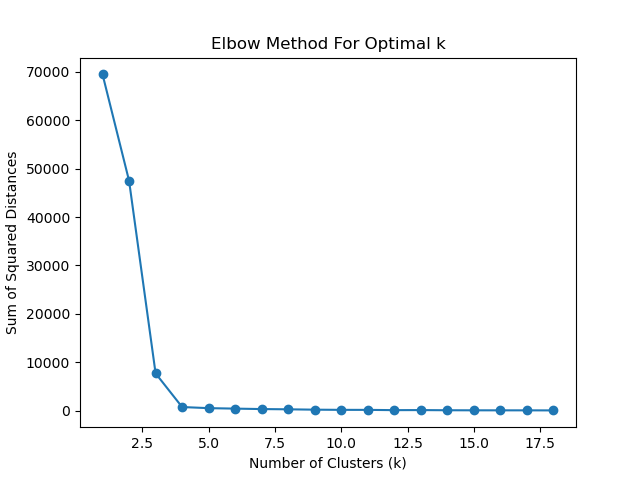 Elbow Method For Optimal k
70000
60000
50000
40000
30000
20000
10000
0
Sum of Squared Distances
2.5 5.0 7.5 10.0 12.5 15.0 17.5
Number of Clusters (k)